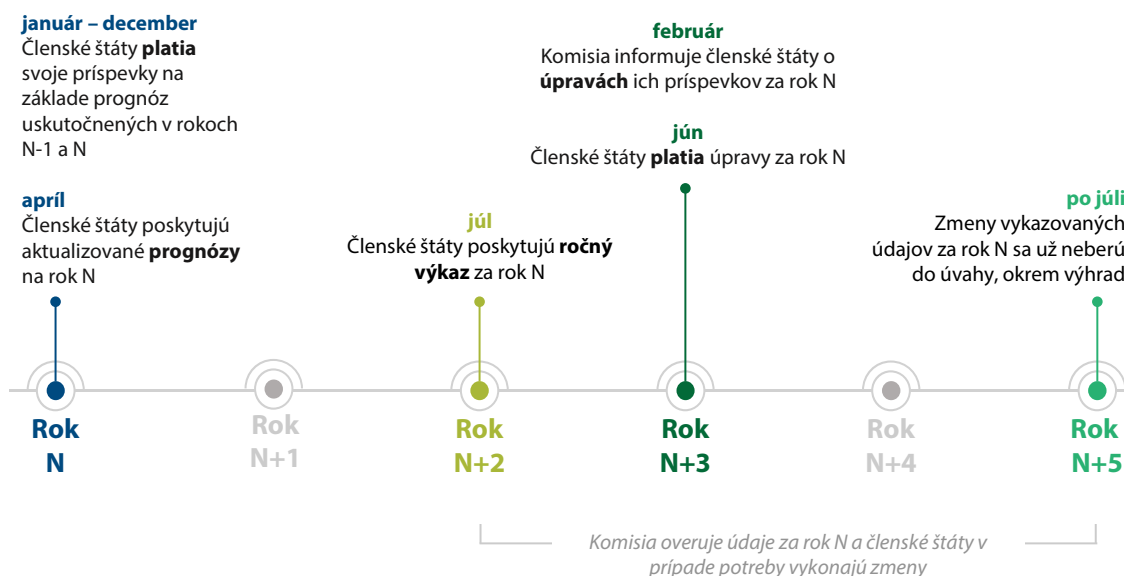 január – december
Členské štáty platia
svoje príspevky na
základe prognóz
uskutočnených v rokoch
N-1 a N
apríl
Členské štáty poskytujú
aktualizované prognózy
na rok N
júl
Členské štáty poskytujú ročný
výkaz za rok N
február
Komisia informuje členské štáty o
úpravách ich príspevkov za rok N
jún
Členské štáty platia úpravy za rok N
po júli
Zmeny vykazovaných
údajov za rok N sa už neberú
do úvahy, okrem výhrad
Rok
N
Rok
N+1
Rok
N+2
Rok
N+3
Rok
N+4
Rok
N+5
Komisia overuje údaje za rok N a členské štáty v
prípade potreby vykonajú zmeny